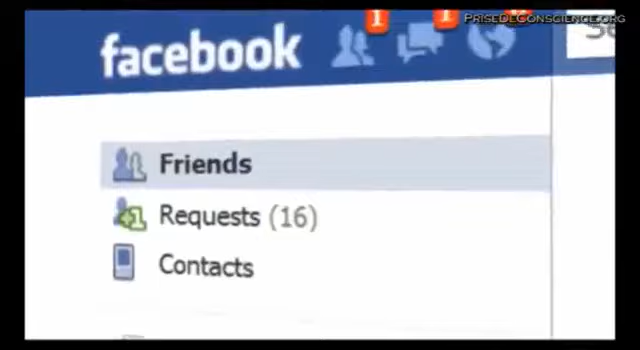 PRISEDECONSCIENCE.ORG
facebook
1
1
Friends
Requests (16)
Contacts